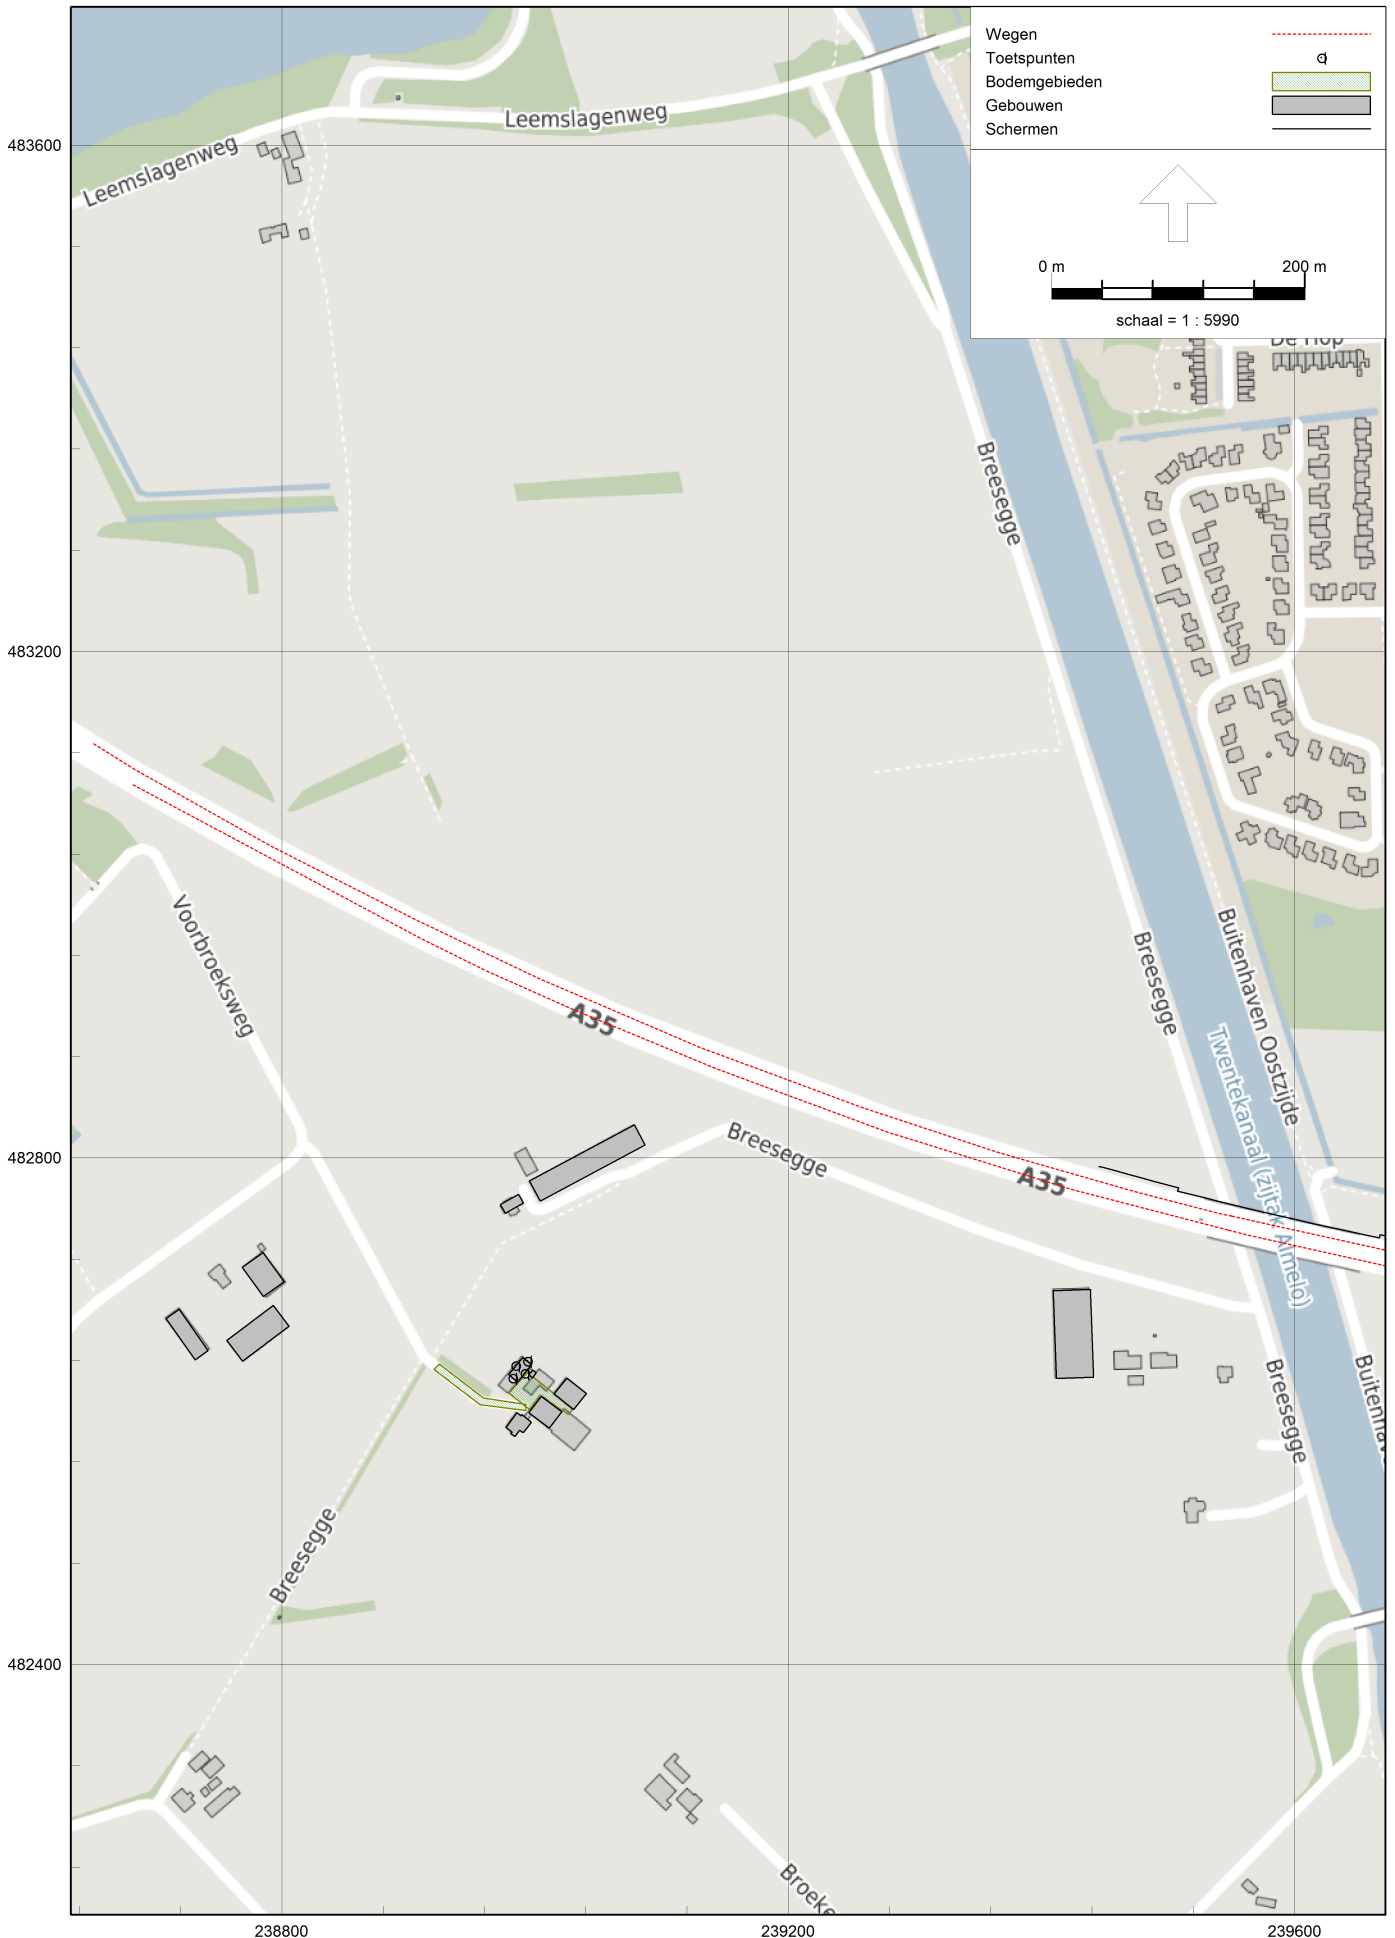 Wegen
Toetspunten
Bodemgebieden
Gebouwen
Schermen
0 m 200 m
schaal = 1 : 5990
Leemslagenweg
Leemslagenweg
483600
De Hop
Breesegge
483200
Voorbroeksweg
Breesegge
Buitenhaven Oostzijde
A35
Twentekanaal (zijtak Almelo)
Breesegge
482800
A35
Breesegge
Breesegge
482400
Broeke
238800 239200 239600